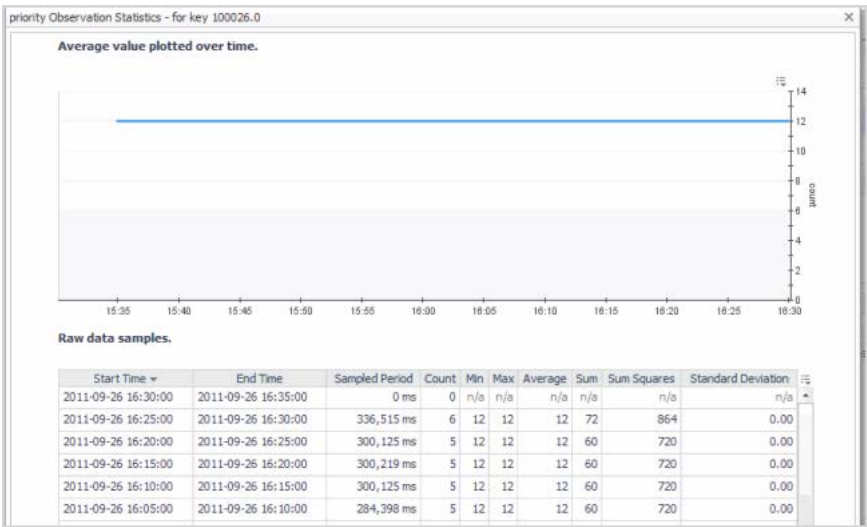 priority Observation Statistics - for key 100026.0
Average value plotted over time.
14
12
10
8
6
4
2
0
count
15:35 15:40 15:45 15:50 15:55 16:00 16:05 16:10 16:15 16:20 16:25 16:30
Raw data samples.
Start Time End Time Sampled Period Count Min Max Average Sum Sum Squares Standard Deviation
2011-09-26 16:30:00 2011-09-26 16:35:00 0 ms 0 n/a n/a n/a n/a n/a n/a
2011-09-26 16:25:00 2011-09-26 16:30:00 336,515 ms 6 12 12 12 72 864 0.00
2011-09-26 16:20:00 2011-09-26 16:25:00 300,125 ms 5 12 12 12 60 720 0.00
2011-09-26 16:15:00 2011-09-26 16:20:00 300,219 ms 5 12 12 12 60 720 0.00
2011-09-26 16:10:00 2011-09-26 16:15:00 300,125 ms 5 12 12 12 60 720 0.00
2011-09-26 16:05:00 2011-09-26 16:10:00 284,398 ms 5 12 12 12 60 720 0.00